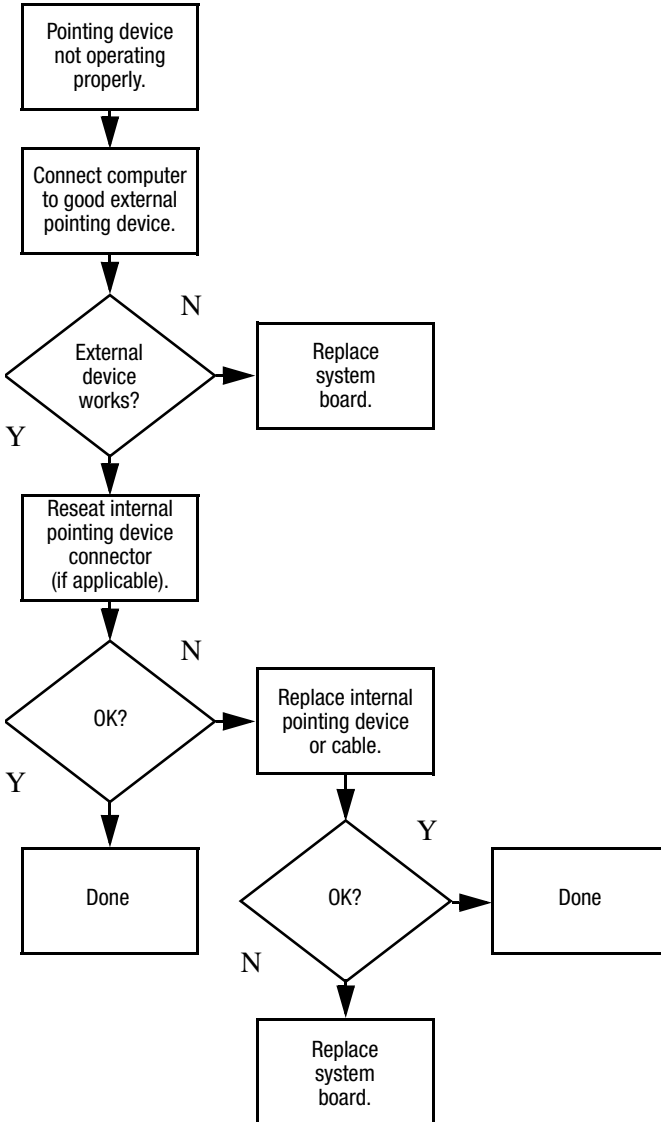 Pointing device
not operating
properly.
Connect computer
to good external
pointing device.
N
External
device
works?
Replace
system
board.
Y
Reseat internal
pointing device
connector
(if applicable).
N
OK?
Replace internal
pointing device
or cable.
Y
Y
Done
OK?
Done
N
Replace
system
board.